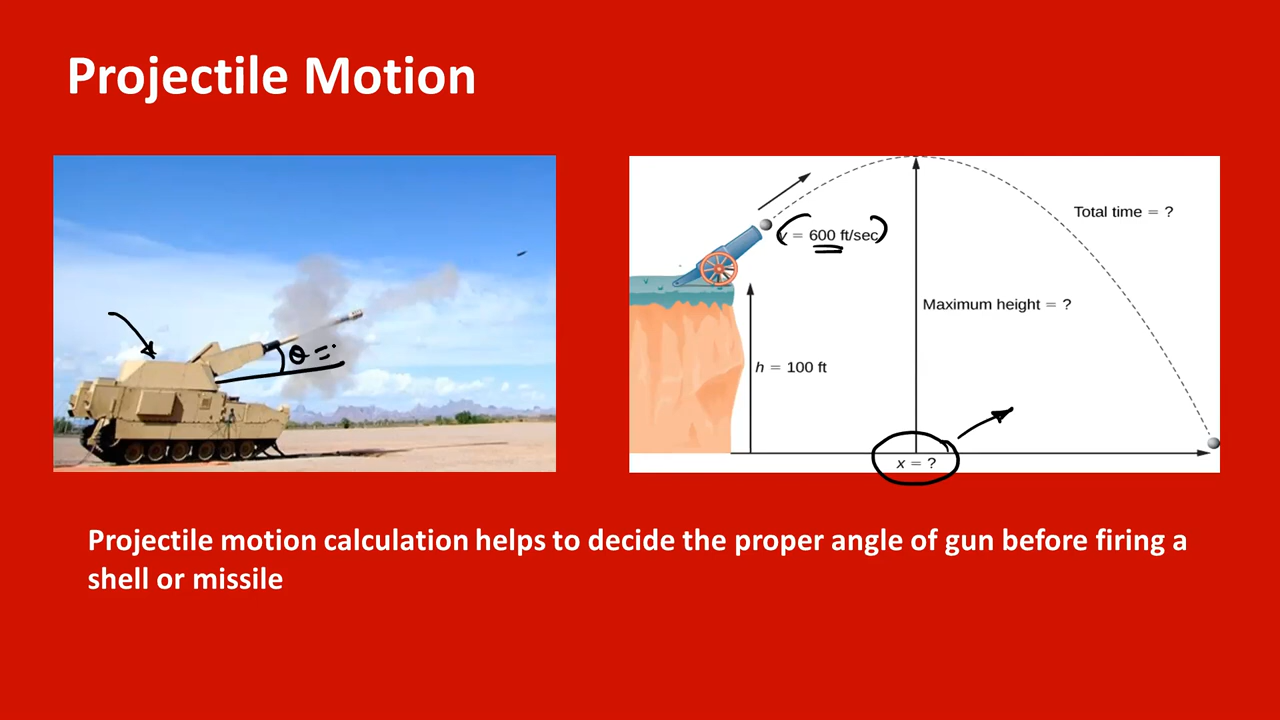 Projectile Motion
θ =
v = 600 ft/sec
Total time = ?
Maximum height = ?
h = 100 ft
x = ?
Projectile motion calculation helps to decide the proper angle of gun before firing a
shell or missile